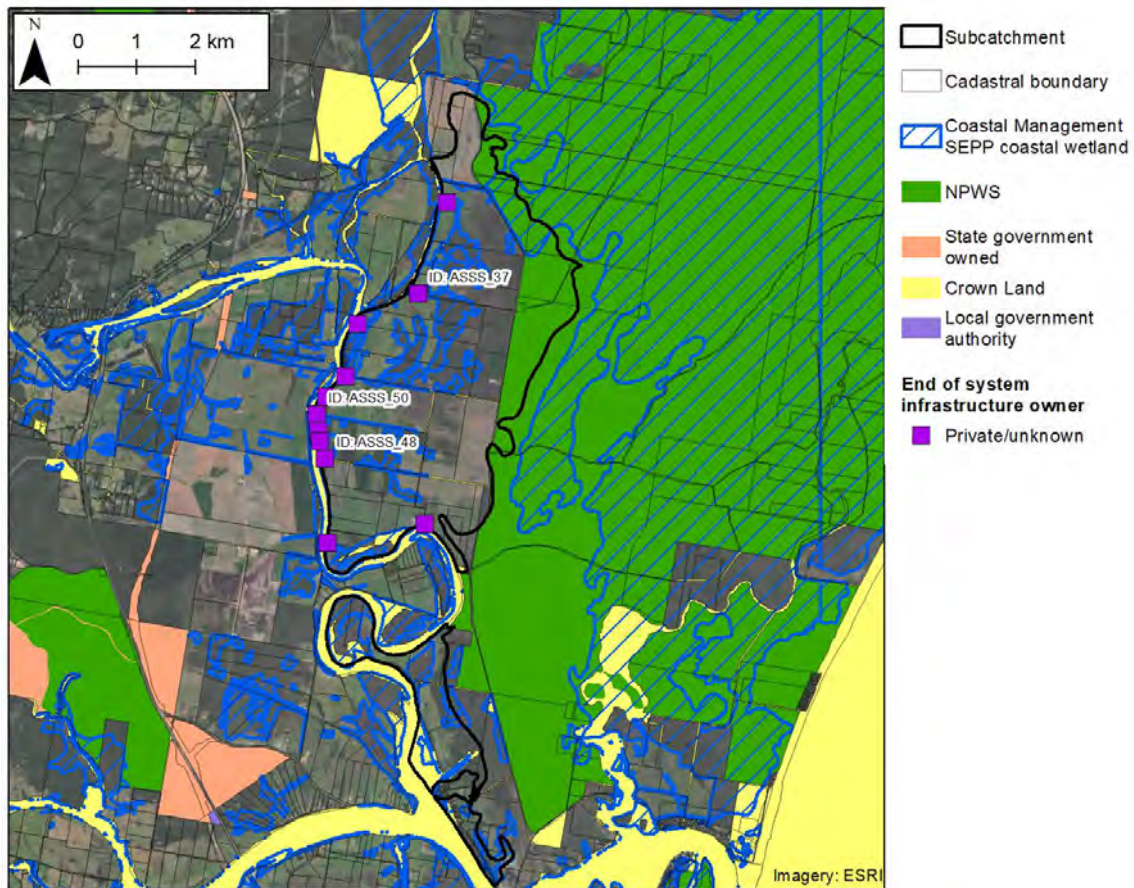 N
0 1 2 km
ID: ASSS_37
ID: ASSS_50
ID: ASSS_48
Imagery: ESRI
Subcatchment
Cadastral boundary
Coastal Management
SEPP coastal wetland
NPWS
State government
owned
Crown Land
Local government
authority
End of system
infrastructure owner
Private/unknown